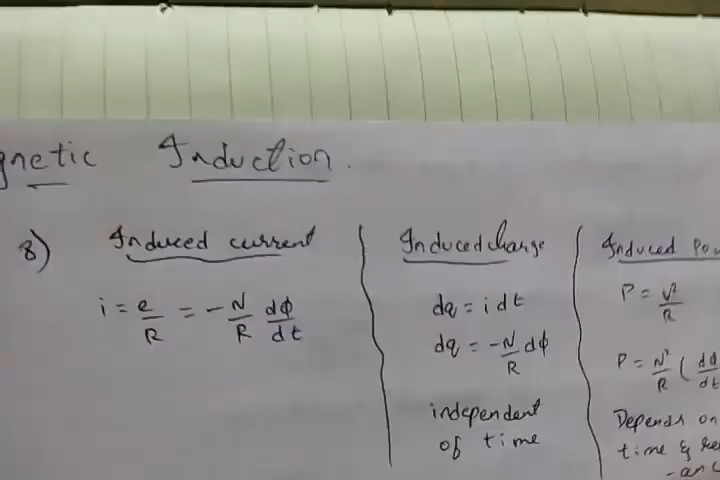 gnetic Induction.
8) Induced current
i = e/R = -N/R dφ/dt
Induced charge
dq = i dt
dq = -N/R dφ
independent
of time
Induced Po
P = V²/R
P = N²/R (dφ/dt
Depends on
time &